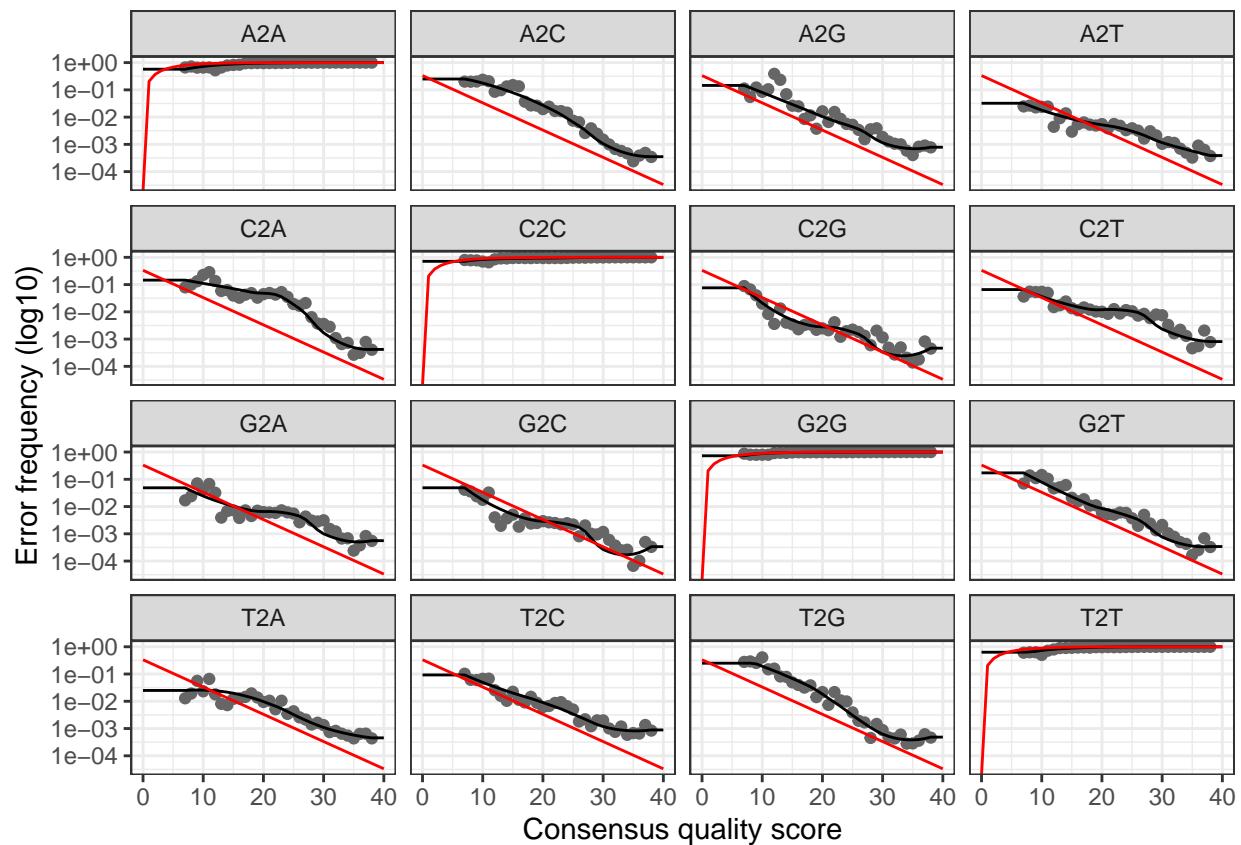 A2A A2C A2G A2T
1e+00
1e−01
1e−02
1e−03
1e−04
C2A C2C C2G C2T
1e+00
1e−01
1e−02
1e−03
1e−04
Error frequency (log10)
G2A G2C G2G G2T
1e+00
1e−01
1e−02
1e−03
1e−04
T2A T2C T2G T2T
1e+00
1e−01
1e−02
1e−03
1e−04
0 10 20 30 40 0 10 20 30 40 0 10 20 30 40 0 10 20 30 40
Consensus quality score